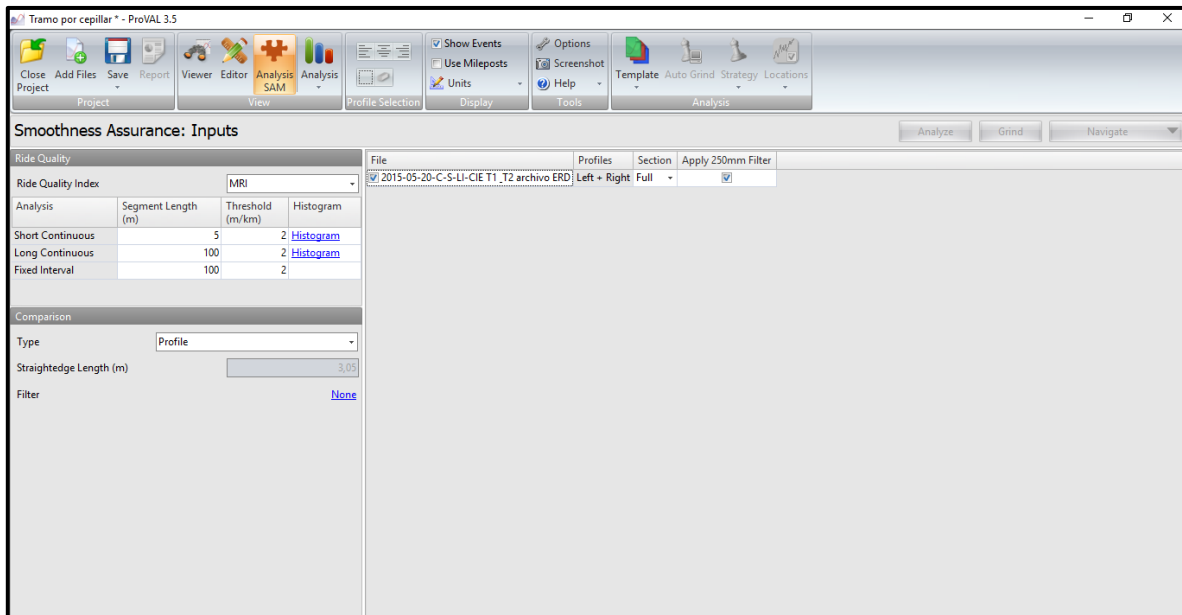 Tramo por cepillar * - ProVAL 3.5
Close Project
Add Files
Save
Report
Project
Viewer
Editor
Analysis SAM
Analysis
View
Profile Selection
Show Events
Use Mileposts
Units
Display
Options
Screenshot
Help
Tools
Template
Auto Grind
Strategy
Locations
Analysis
Smoothness Assurance: Inputs
Analyze
Grind
Navigate
Ride Quality
Ride Quality Index MRI
Analysis Segment Length (m) Threshold (m/km) Histogram
Short Continuous 5 2 Histogram
Long Continuous 100 2 Histogram
Fixed Interval 100 2
Comparison
Type Profile
Straightedge Length (m) 3,05
Filter None
File Profiles Section Apply 250mm Filter
2015-05-20-C-S-LI-CIE T1 _T2 archivo ERD Left + Right Full